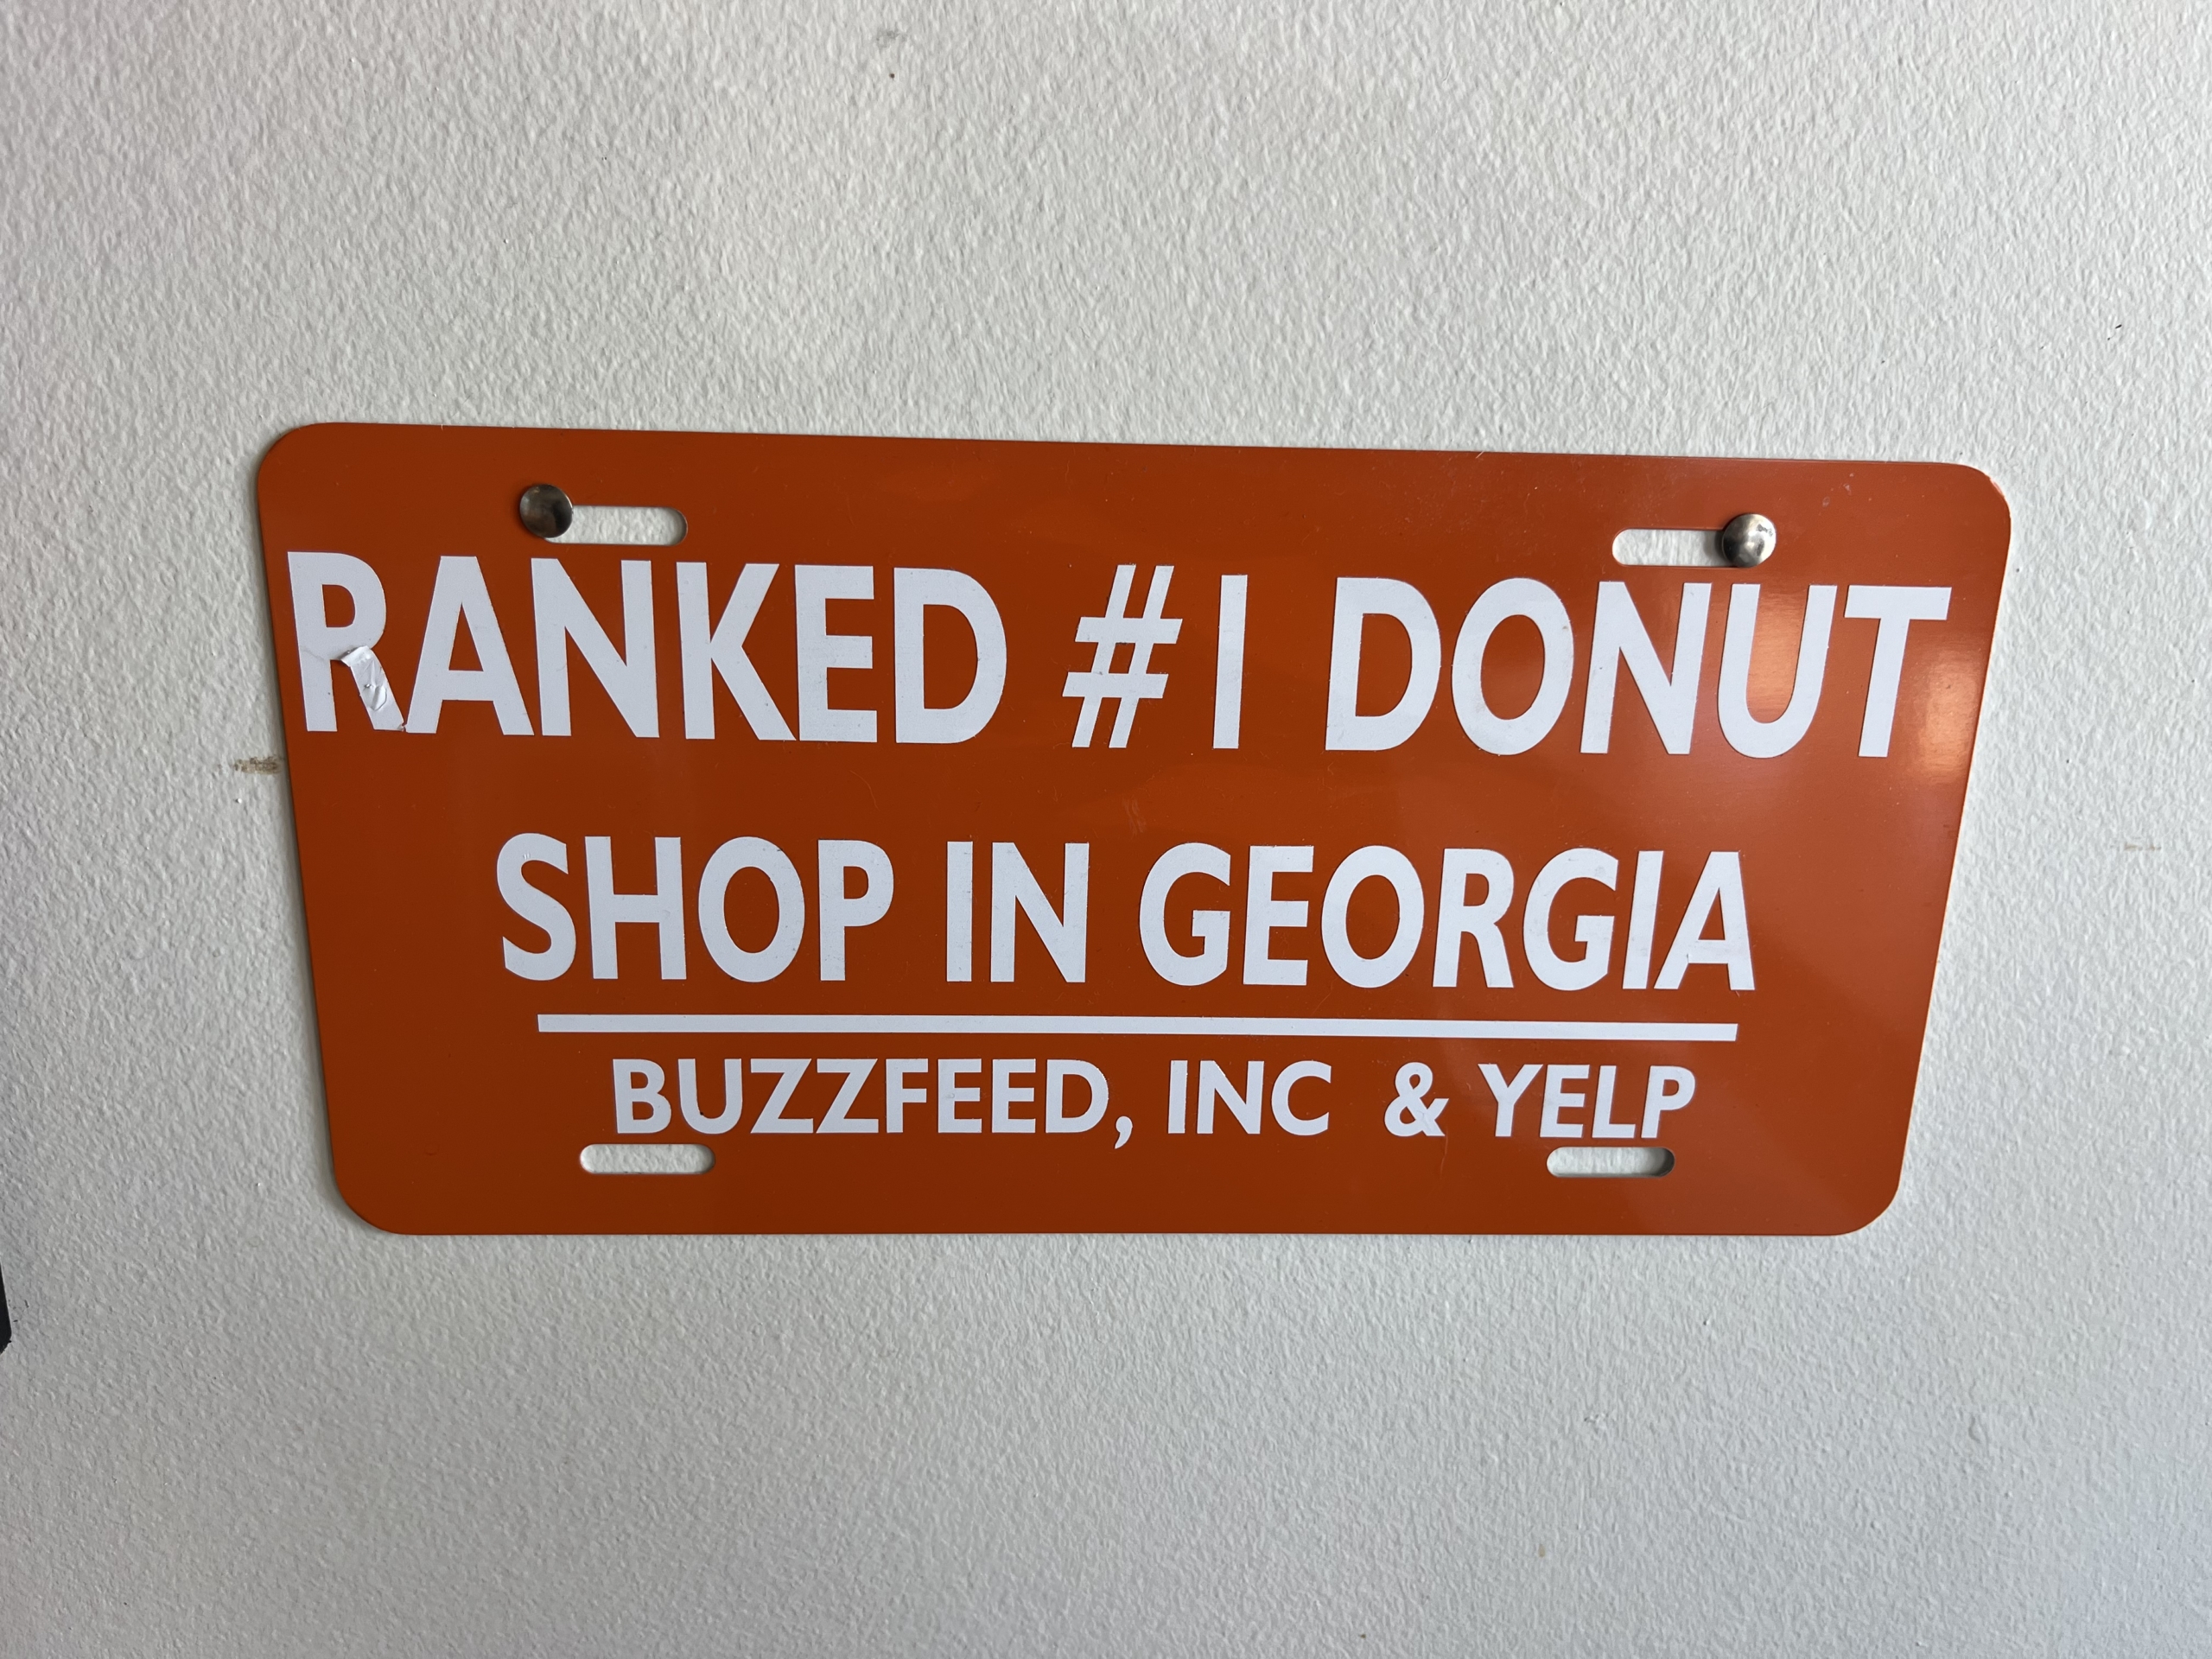 RANKED #1 DONUT
SHOP IN GEORGIA
BUZZFEED, INC & YELP